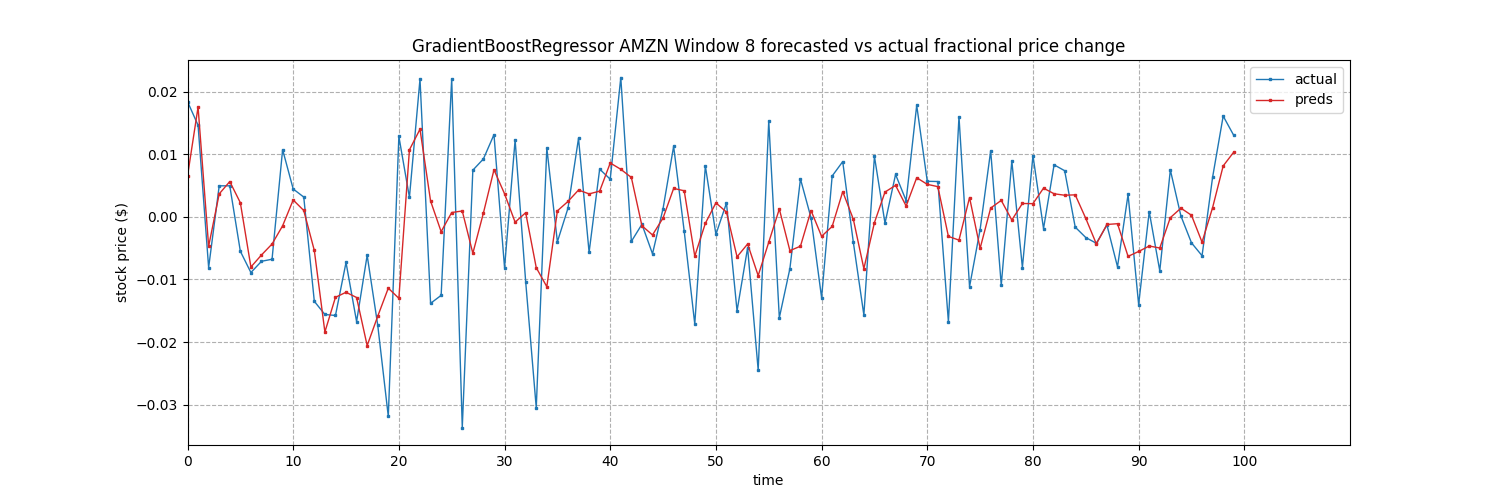 GradientBoostRegressor AMZN Window 8 forecasted vs actual fractional price change
actual
preds
stock price ($)
0.02
0.01
0.00
−0.01
−0.02
−0.03
0 10 20 30 40 50 60 70 80 90 100
time